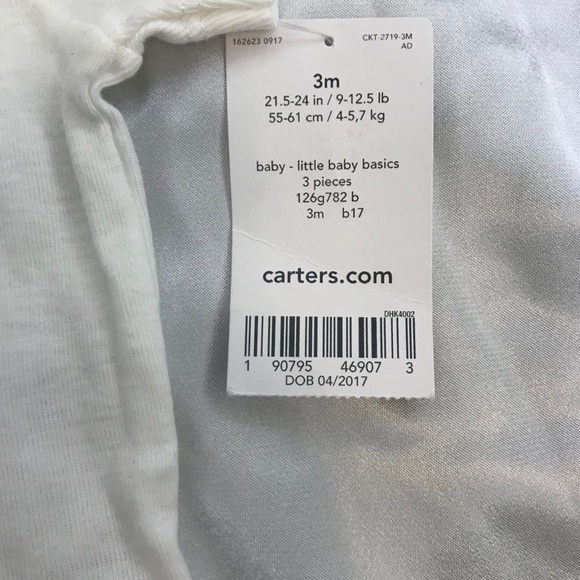 162623 0917 CKT-2719-3M
AD
3m
21.5-24 in / 9-12.5 lb
55-61 cm / 4-5,7 kg
baby - little baby basics
3 pieces
126g782 b
3m b17
carters.com
DHK4002
1 90795 46907 3
DOB 04/2017